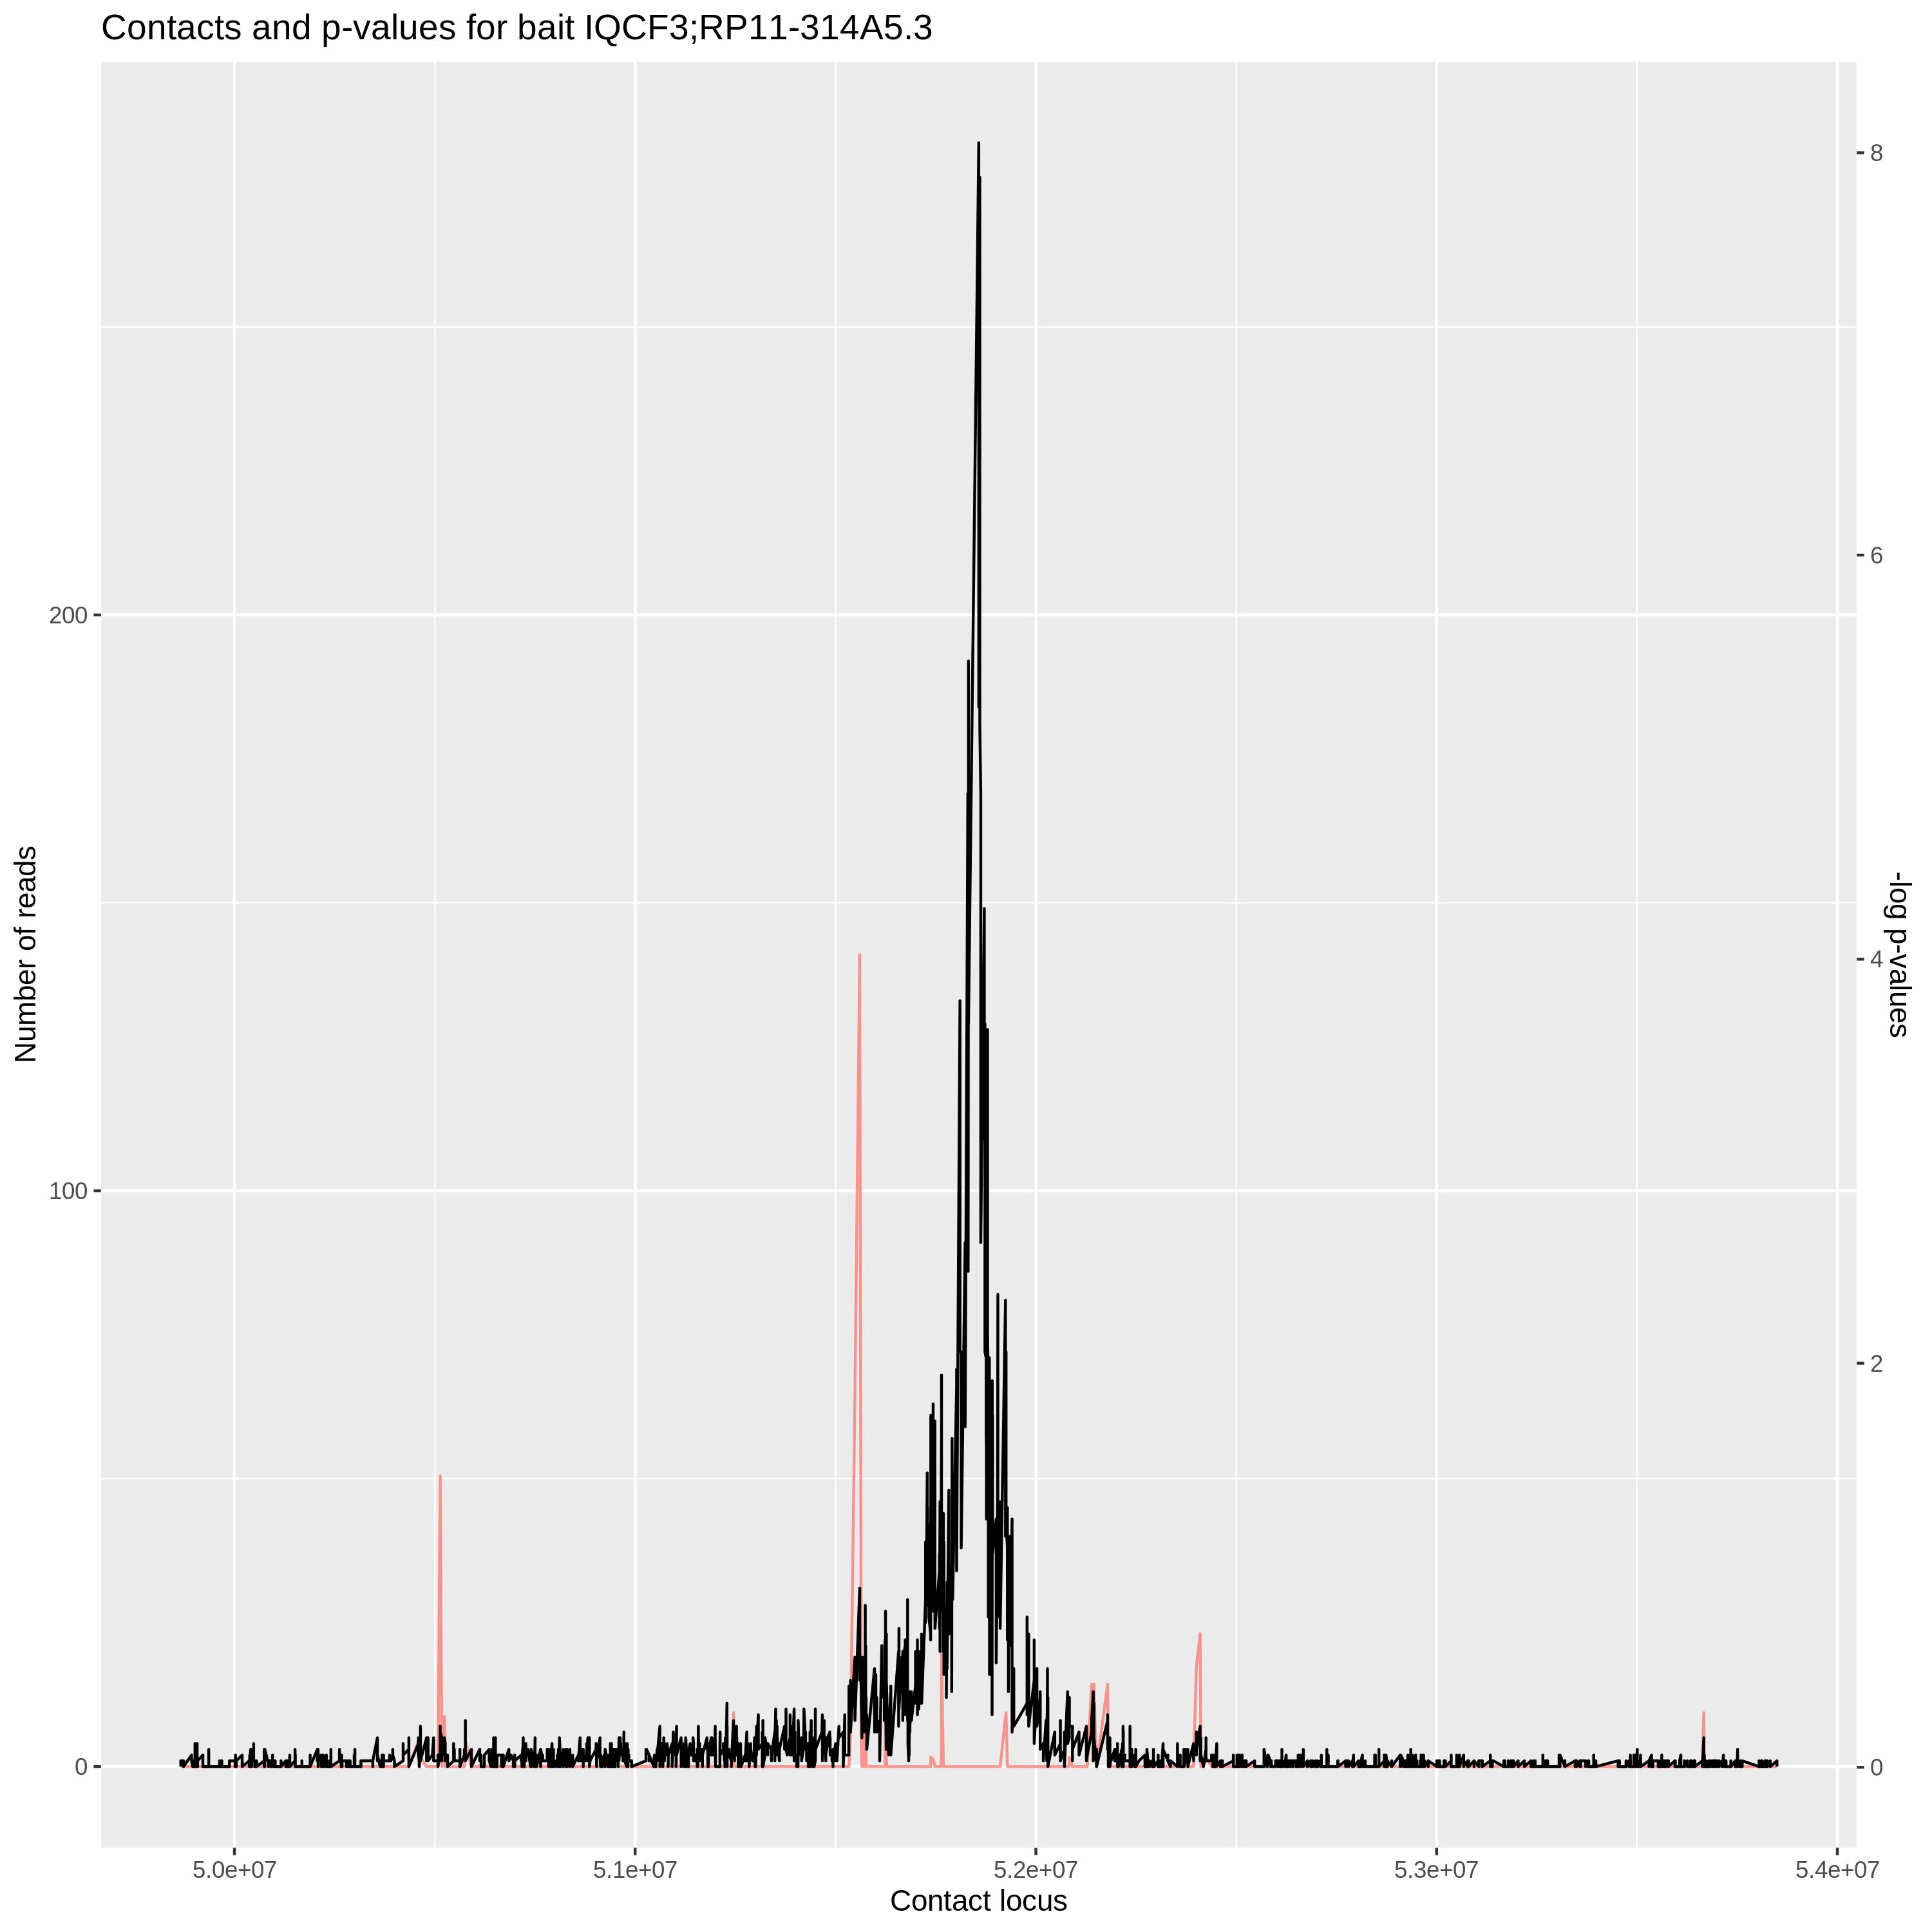 Contacts and p-values for bait IQCF3;RP11-314A5.3
8
6
200
Number of reads
-log p-values
4
100
2
0
0
5.0e+07
5.1e+07
5.2e+07
5.3e+07
5.4e+07
Contact locus